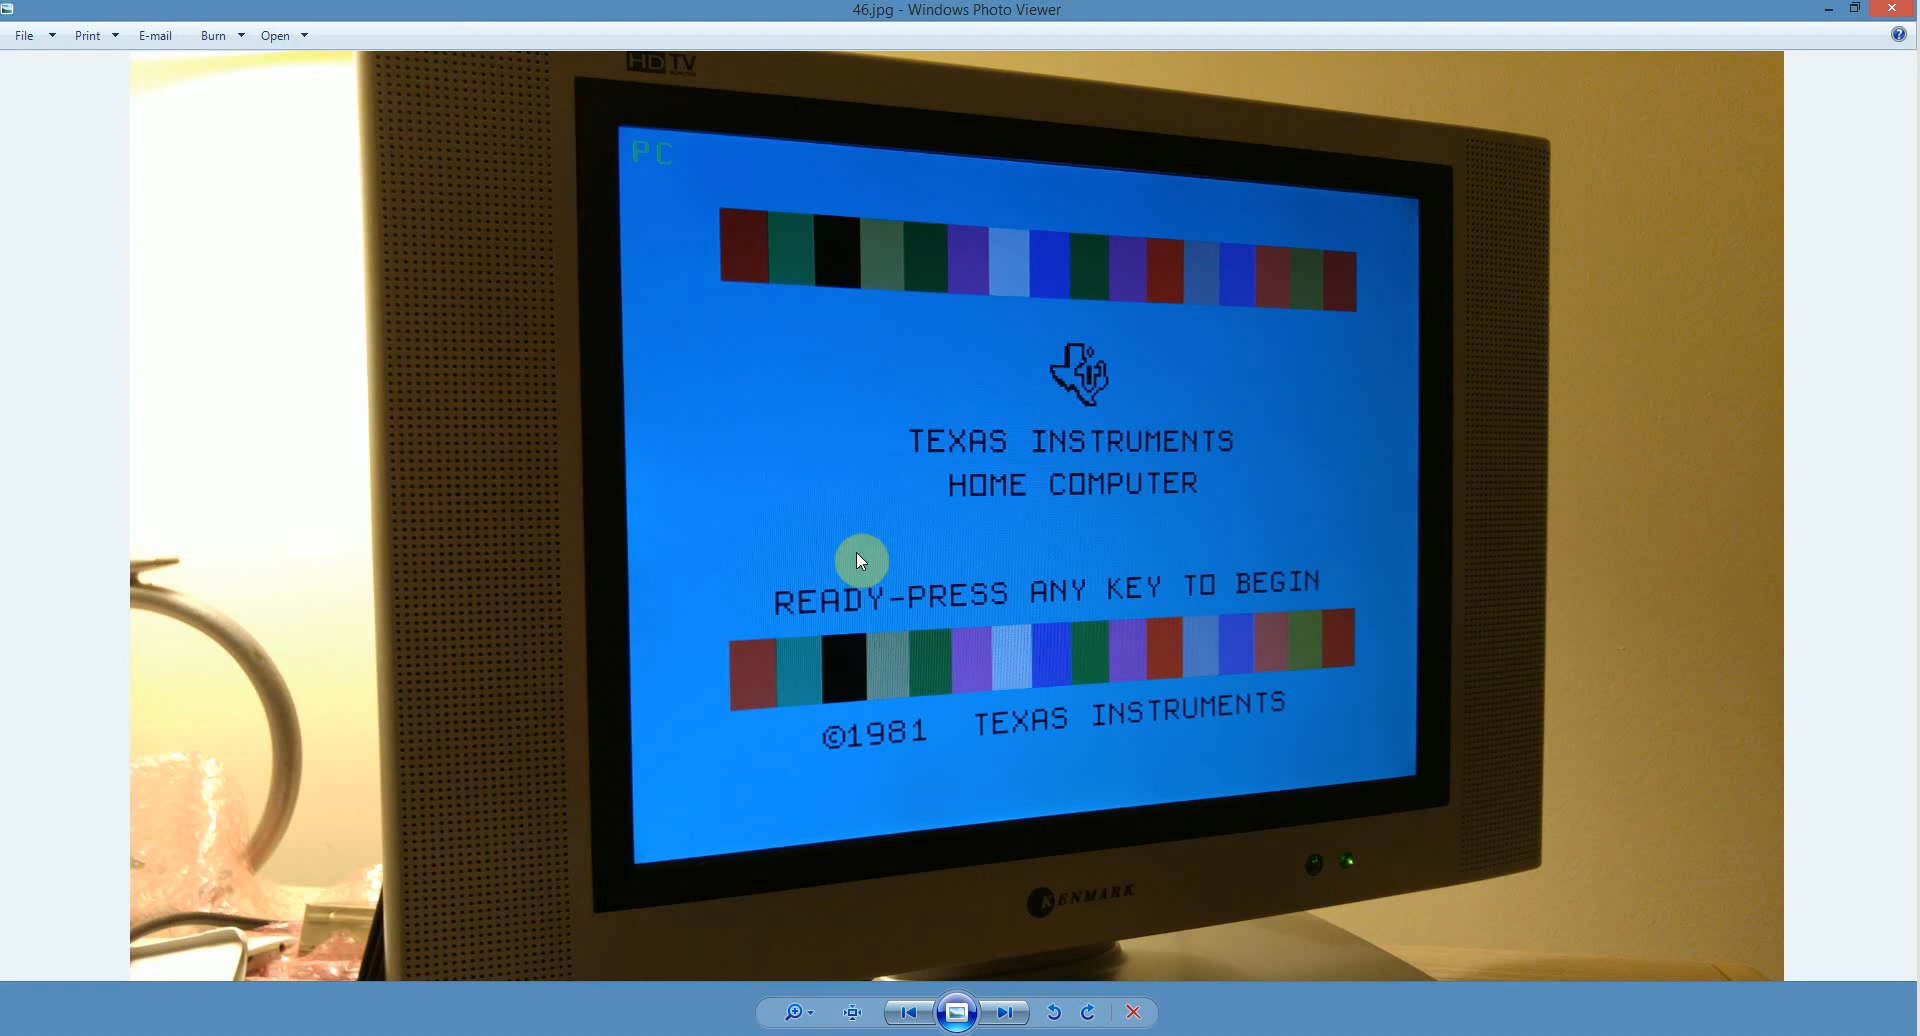 46.jpg - Windows Photo Viewer
File Print E-mail Burn Open
HDTV
PC
TEXAS INSTRUMENTS
HOME COMPUTER
READY-PRESS ANY KEY TO BEGIN
©1981 TEXAS INSTRUMENTS
KENMARK